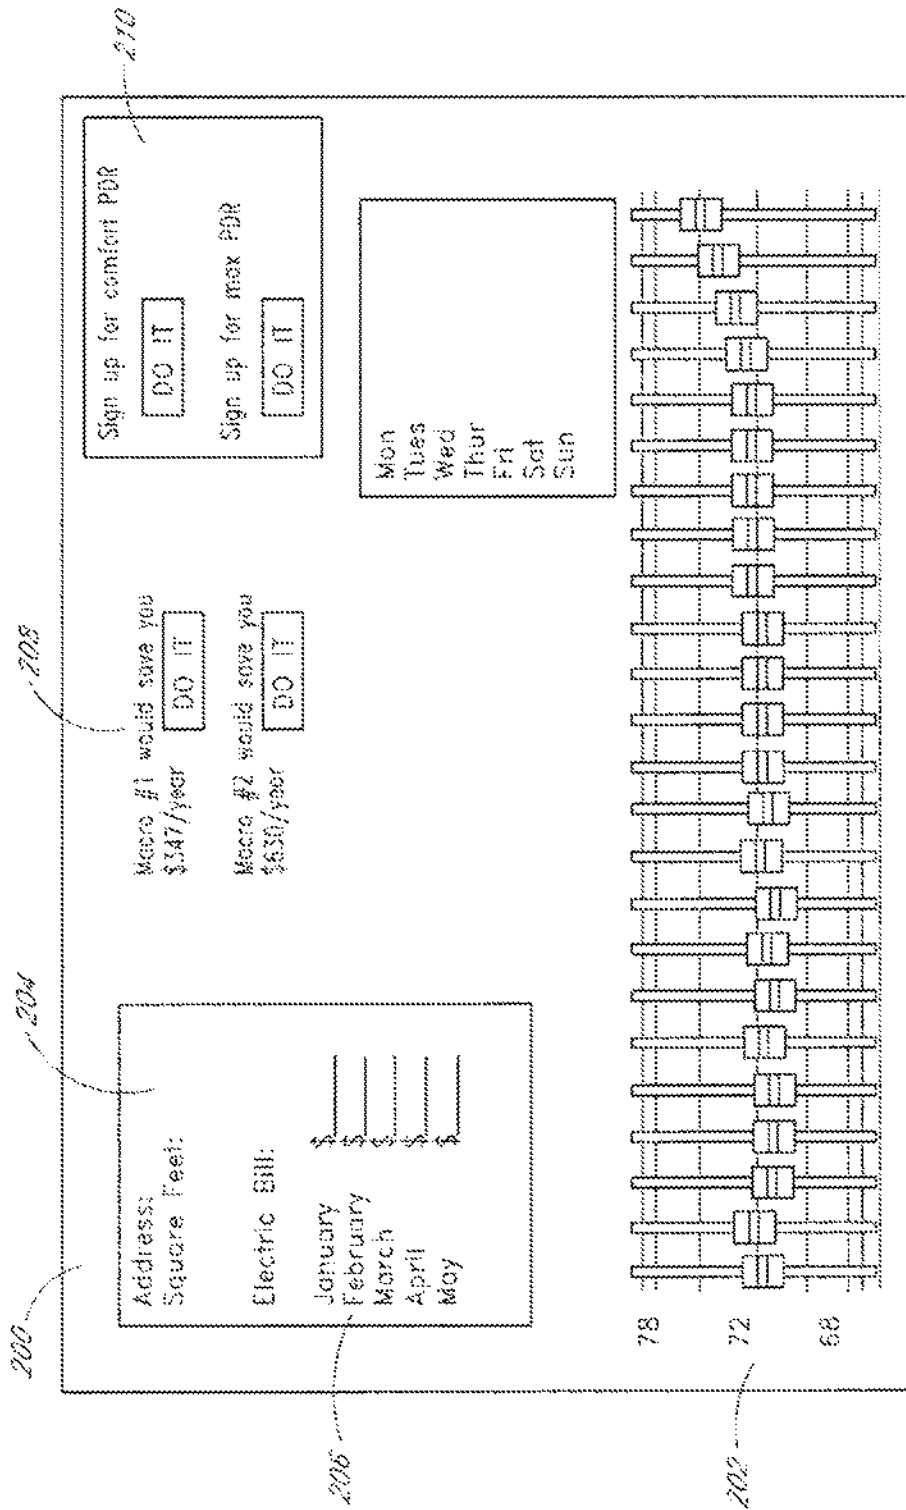 200
204
208
210
Address:
Square Feet:
Electric Bill:
January $
February $
March $
April $
May $
206
Macro #1 would save you
$347/year
DO IT
Macro #2 would save you
$630/year
DO IT
Sign up for comfort PDR
DO IT
Sign up for max PDR
DO IT
Mon
Tues
Wed
Thur
Fri
Sat
Sun
78
72
68
202